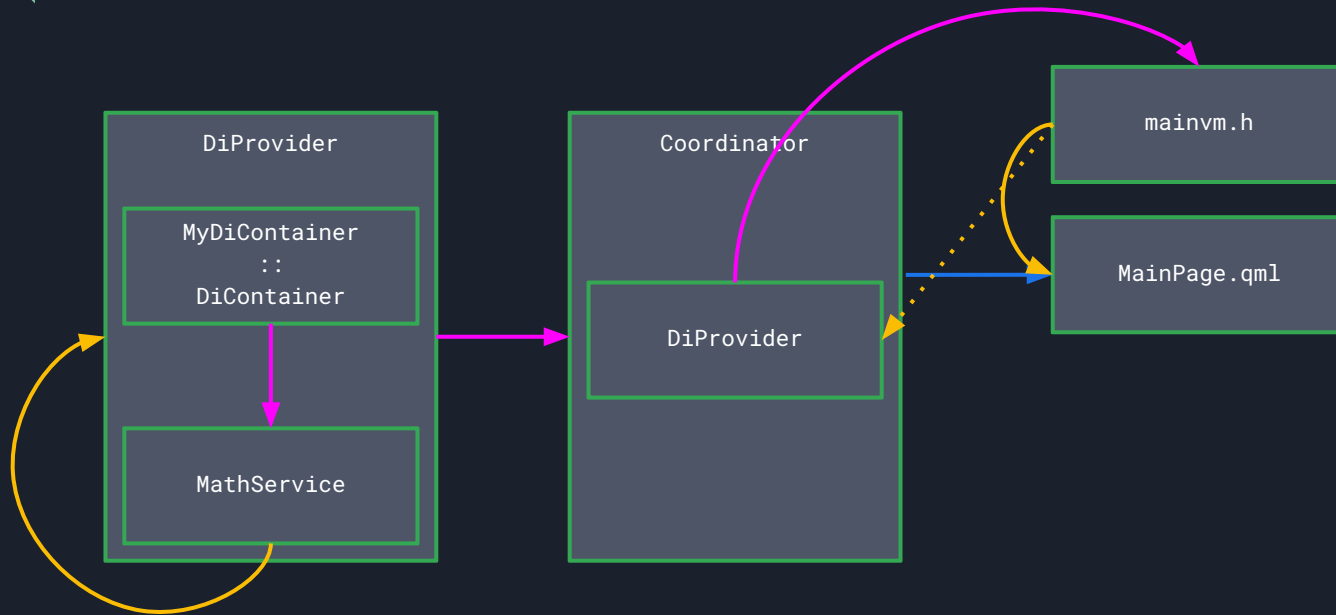 DiProvider
MyDiContainer
::
DiContainer
MathService
Coordinator
DiProvider
mainvm.h
MainPage.qml